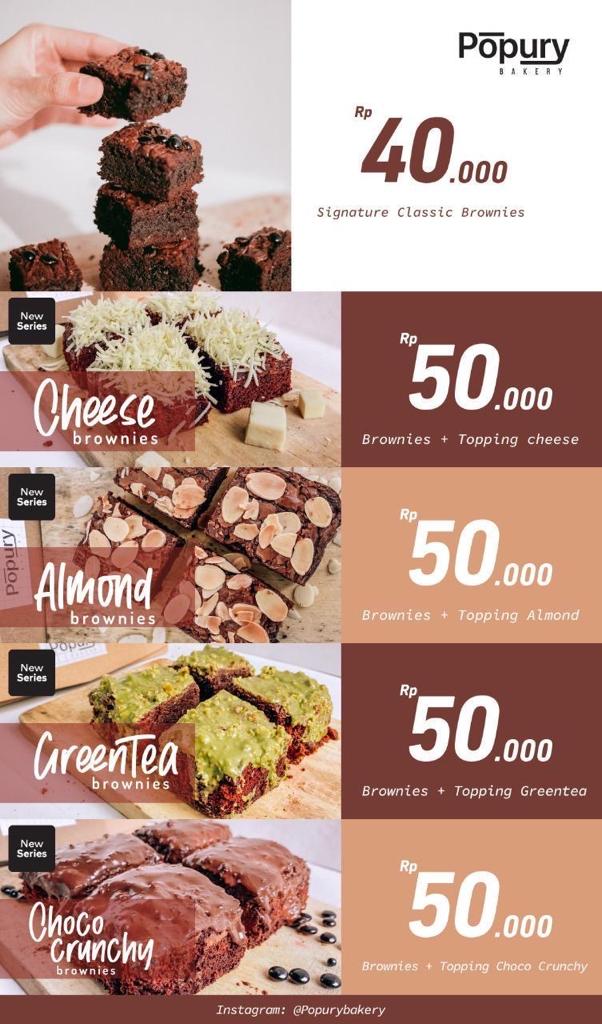 Popury
BAKERY
Rp
40.000
Signature Classic Brownies
New
Series
Cheese
brownies
Rp
50.000
Brownies + Topping cheese
New
Series
Popury
Almond
brownies
Rp
50.000
Brownies + Topping Almond
New
Series
Popury
GreenTea
brownies
Rp
50.000
Brownies + Topping Greentea
New
Series
Choco
crunchy
brownies
Rp
50.000
Brownies + Topping Choco Crunchy
Instagram: @Popurybakery